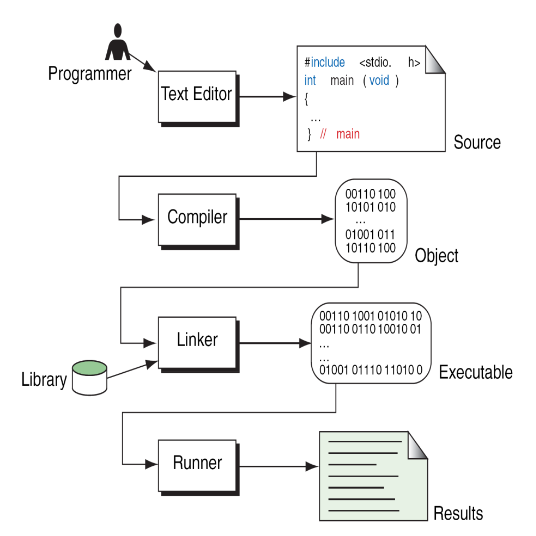 Programmer
Text Editor
#include <stdio. h>
int main ( void )
{
...
} // main
Source
Compiler
00110 100
10101 010
...
01001 011
10110 100
Object
Linker
Library
00110 1001 01010 10
00110 0110 10010 01
...
...
01001 01110 11010 0
Executable
Runner
Results